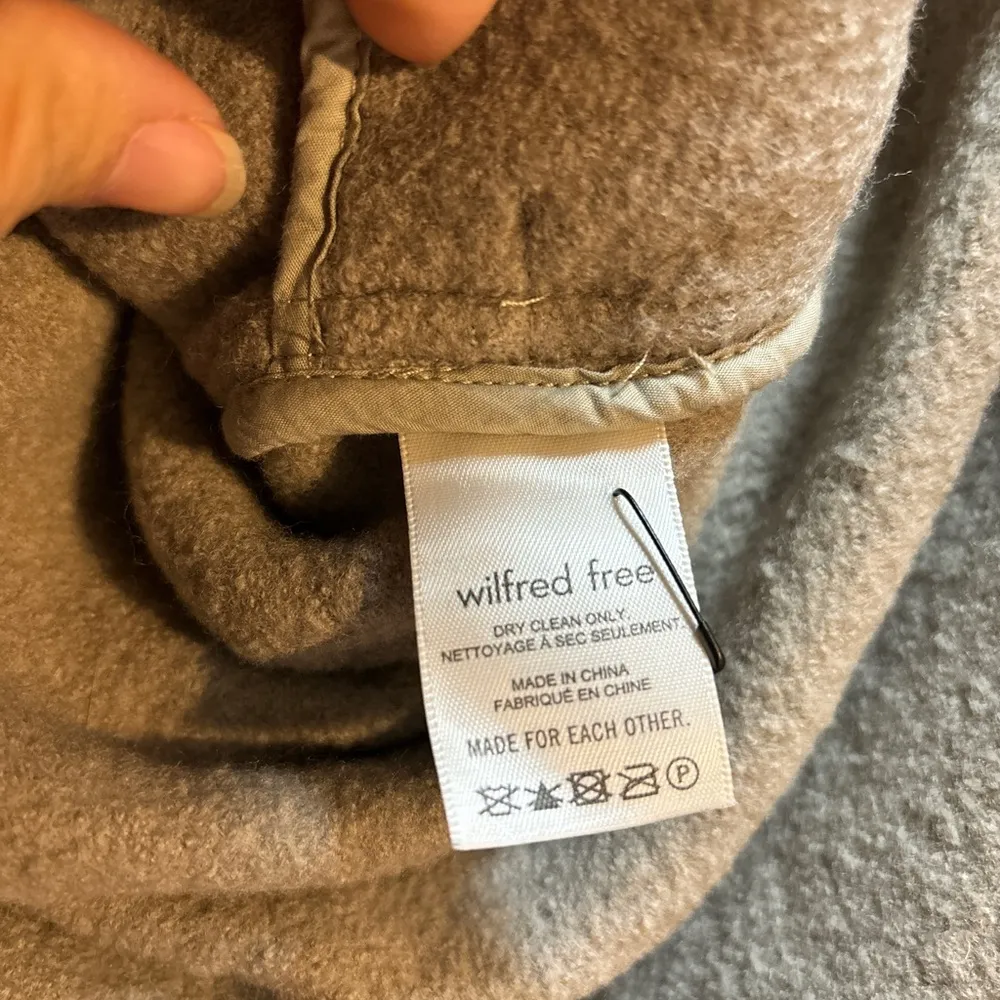 wilfred free
DRY CLEAN ONLY.
NETTOYAGE À SEC SEULEMENT.
MADE IN CHINA
FABRIQUÉ EN CHINE
MADE FOR EACH OTHER.
P